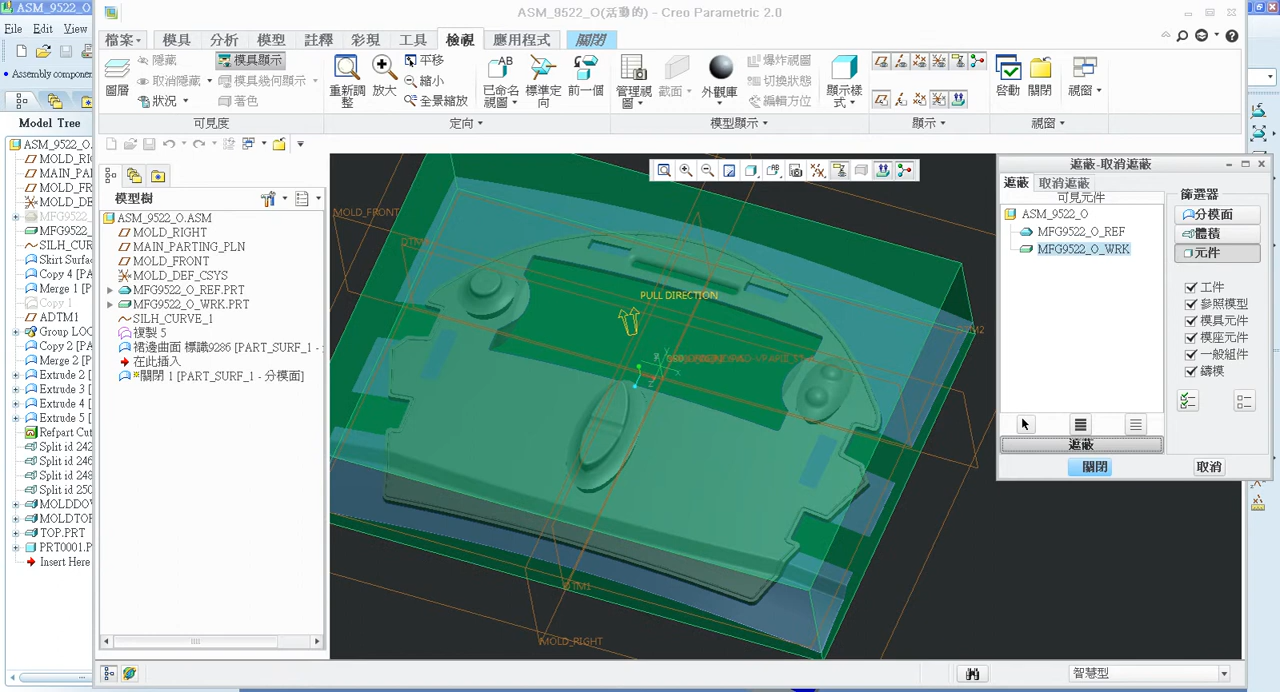 ASM_9522_O
ASM_9522_O(活動的) - Creo Parametric 2.0
File Edit View
檔案 模具 分析 模型 註釋 彩現 工具 檢視 應用程式 關閉
隱藏 模具顯示
取消隱藏 模具幾何顯示
狀況 著色
圖層
可見度
重新調整 放大
平移
縮小
全景縮放
已命名視圖 標準定向 前一個
定向
管理視圖 截面 外觀庫
爆炸視圖
切換狀態
編輯方位
顯示樣式
模型顯示
顯示
啓動 關閉 視窗
視窗
Assembly component
Model Tree
ASM_9522_O.
MOLD_RI
MAIN_PA
MOLD_FR
MOLD_DE
MFG9522_
MFG9522_
SILH_CUR
Skirt Surfac
Copy 4 [PA
Merge 1 [P
Copy 1
ADTM1
Group LOC
Copy 2 [PA
Merge 2 [P
Extrude 2 [
Extrude 3 [
Extrude 4 [
Extrude 5 [
Refpart Cut
Split id 242
Split id 246
Split id 248
Split id 250
MOLDDOV
MOLDTOP
TOP.PRT
PRT0001.P
Insert Here
模型樹
ASM_9522_O.ASM
MOLD_RIGHT
MAIN_PARTING_PLN
MOLD_FRONT
MOLD_DEF_CSYS
MFG9522_O_REF.PRT
MFG9522_O_WRK.PRT
SILH_CURVE_1
複製 5
裙邊曲面 標識9286 [PART_SURF_1 -
在此插入
*關閉 1 [PART_SURF_1 - 分模面]
MOLD_FRONT
PULL DIRECTION
DTM2
DTM1
MOLD_RIGHT
遮蔽-取消遮蔽
遮蔽 取消遮蔽
可見元件
ASM_9522_O
MFG9522_O_REF
MFG9522_O_WRK
篩選器
分模面
體積
元件
工件
參照模型
模具元件
模座元件
一般組件
鑄模
遮蔽
關閉 取消
智慧型